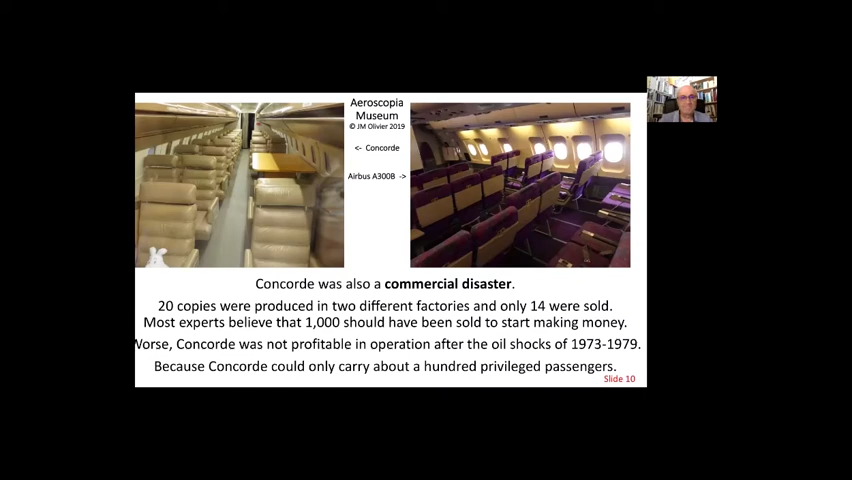 Aeroscopia
Museum
© JM Olivier 2019
<- Concorde
Airbus A300B ->
Concorde was also a commercial disaster.
20 copies were produced in two different factories and only 14 were sold.
Most experts believe that 1,000 should have been sold to start making money.
Worse, Concorde was not profitable in operation after the oil shocks of 1973-1979.
Because Concorde could only carry about a hundred privileged passengers.
Slide 10